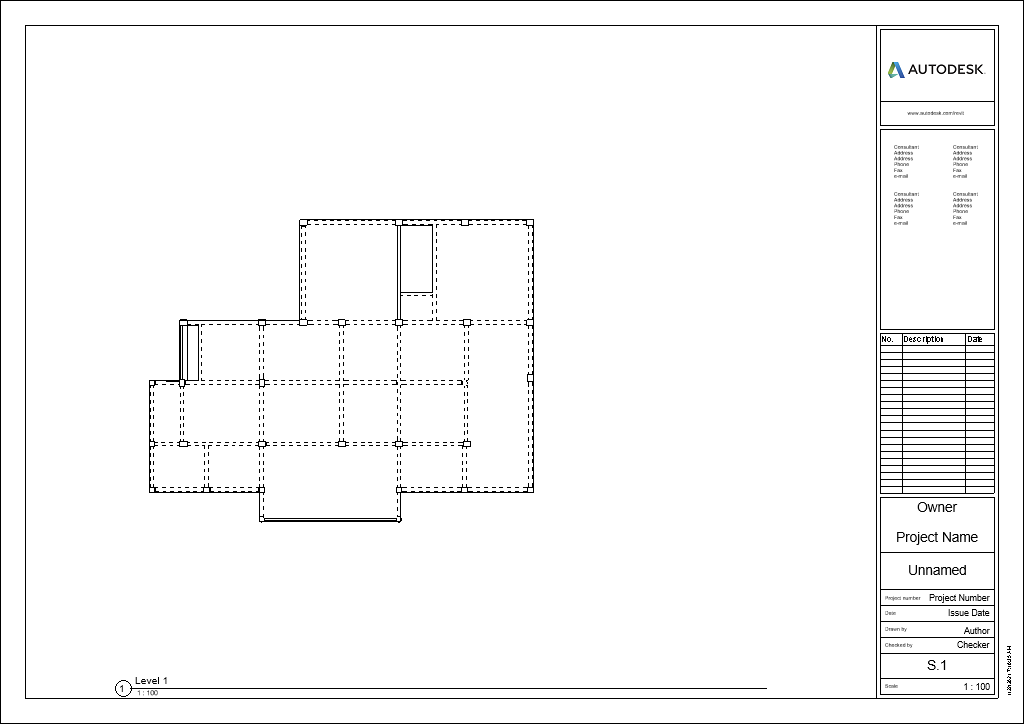 AUTODESK.
www.autodesk.com/revit
Consultant
Address
Address
Phone
Fax
e-mail
Consultant
Address
Address
Phone
Fax
e-mail
Consultant
Address
Address
Phone
Fax
e-mail
Consultant
Address
Address
Phone
Fax
e-mail
No. Description Date
Owner
Project Name
Unnamed
Project number Project Number
Date Issue Date
Drawn by Author
Checked by Checker
S.1
Scale 1 : 100
1 Level 1
1 : 100